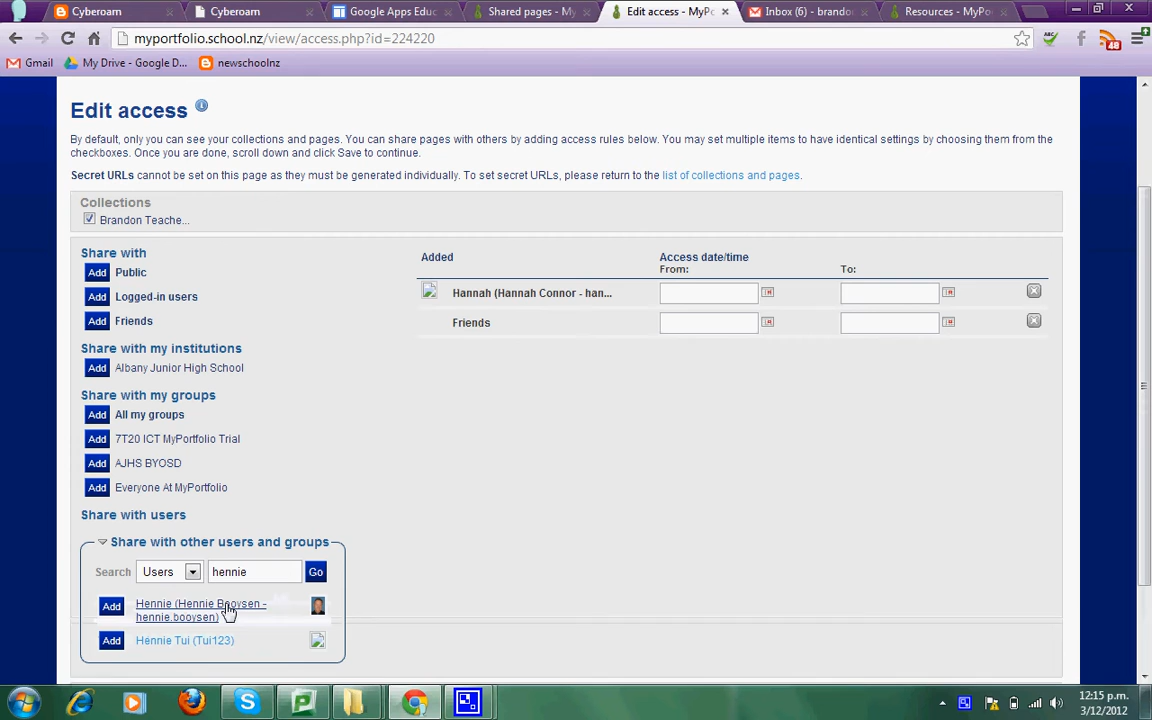 Cyberoam
Cyberoam
Google Apps Educ
Shared pages - My
Edit access - MyPo
Inbox (6) - brando
Resources - MyPo
myportfolio.school.nz/view/access.php?id=224220
ABC
48
Gmail
My Drive - Google D...
newschoolnz
Edit access
By default, only you can see your collections and pages. You can share pages with others by adding access rules below. You may set multiple items to have identical settings by choosing them from the
checkboxes. Once you are done, scroll down and click Save to continue.
Secret URLs cannot be set on this page as they must be generated individually. To set secret URLs, please return to the list of collections and pages.
Collections
Brandon Teache...
Share with
Add Public
Add Logged-in users
Add Friends
Share with my institutions
Add Albany Junior High School
Share with my groups
Add All my groups
Add 7T20 ICT MyPortfolio Trial
Add AJHS BYOSD
Add Everyone At MyPortfolio
Share with users
Share with other users and groups
Search Users hennie Go
Add Hennie (Hennie Booysen -
hennie.booysen)
Add Hennie Tui (Tui123)
Added Access date/time
From: To:
Hannah (Hannah Connor - han...
Friends
12:15 p.m.
3/12/2012